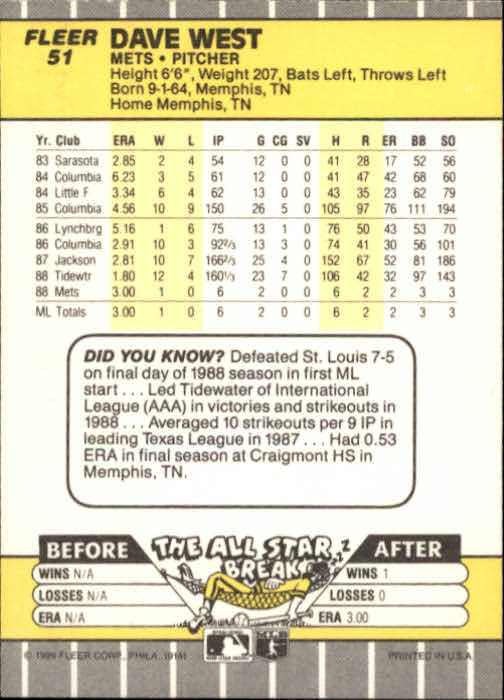 FLEER
51
DAVE WEST
METS • PITCHER
Height 6'6", Weight 207, Bats Left, Throws Left
Born 9-1-64, Memphis, TN
Home Memphis, TN
Yr. Club ERA W L IP G CG SV H R ER BB SO
83 Sarasota 2.85 2 4 54 12 0 0 41 28 17 52 56
84 Columbia 6.23 3 5 61 12 0 0 41 47 42 68 60
84 Little F 3.34 6 4 62 13 0 0 43 35 23 62 79
85 Columbia 4.56 10 9 150 26 5 0 105 97 76 111 194
86 Lynchbrg 5.16 1 6 75 13 1 0 76 50 43 53 70
86 Columbia 2.91 10 3 92⅔ 13 3 0 74 41 30 56 101
87 Jackson 2.81 10 7 166⅔ 25 4 0 152 67 52 81 186
88 Tidewtr 1.80 12 4 160⅓ 23 7 0 106 42 32 97 143
88 Mets 3.00 1 0 6 2 0 0 6 2 2 3 3
ML Totals 3.00 1 0 6 2 0 0 6 2 2 3 3
DID YOU KNOW? Defeated St. Louis 7-5
on final day of 1988 season in first ML
start . . . Led Tidewater of International
League (AAA) in victories and strikeouts in
1988 . . . Averaged 10 strikeouts per 9 IP in
leading Texas League in 1987 . . . Had 0.53
ERA in final season at Craigmont HS in
Memphis, TN.
BEFORE THE ALL STAR BREAK AFTER
WINS N/A WINS 1
LOSSES N/A LOSSES 0
ERA N/A ERA 3.00
© 1989 FLEER CORP., PHILA. 19141 PRINTED IN U.S.A.